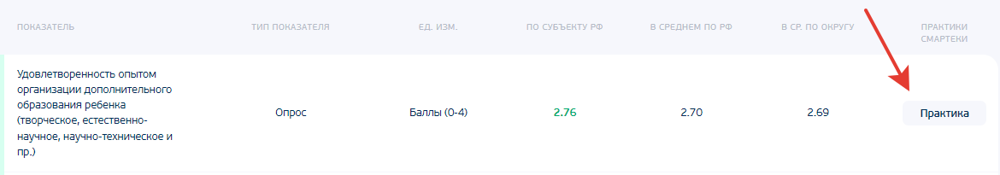 ПОКАЗАТЕЛЬ
ТИП ПОКАЗАТЕЛЯ
ЕД. ИЗМ.
ПО СУБЪЕКТУ РФ
В СРЕДНЕМ ПО РФ
В СР. ПО ОКРУГУ
ПРАКТИКИ
СМАРТЕКИ
Удовлетворенность опытом
организации дополнительного
образования ребенка
(творческое, естественно-
научное, научно-техническое и
пр.)
Опрос
Баллы (0-4)
2.76
2.70
2.69
Практика